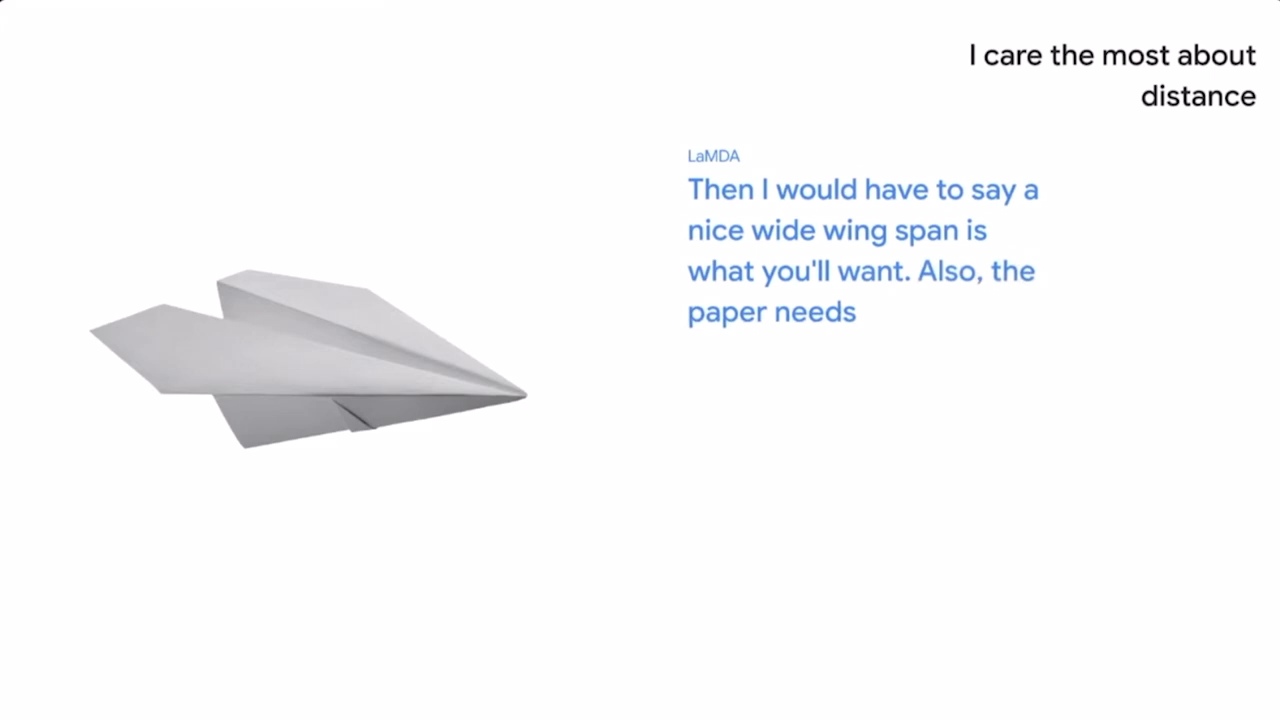 I care the most about
distance
LaMDA
Then I would have to say a
nice wide wing span is
what you'll want. Also, the
paper needs